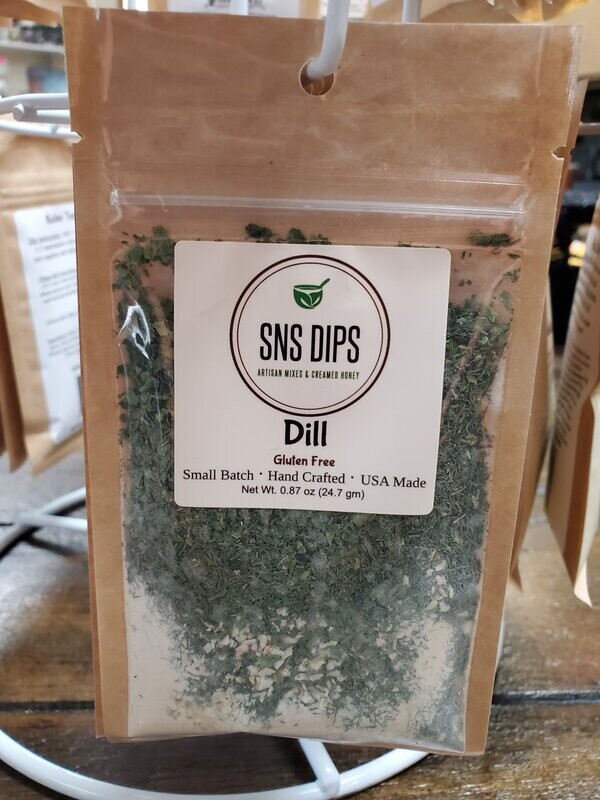 SNS DIPS
ARTISAN MIXES & CREAMED HONEY
Dill
Gluten Free
Small Batch · Hand Crafted · USA Made
Net Wt. 0.87 oz (24.7 gm)